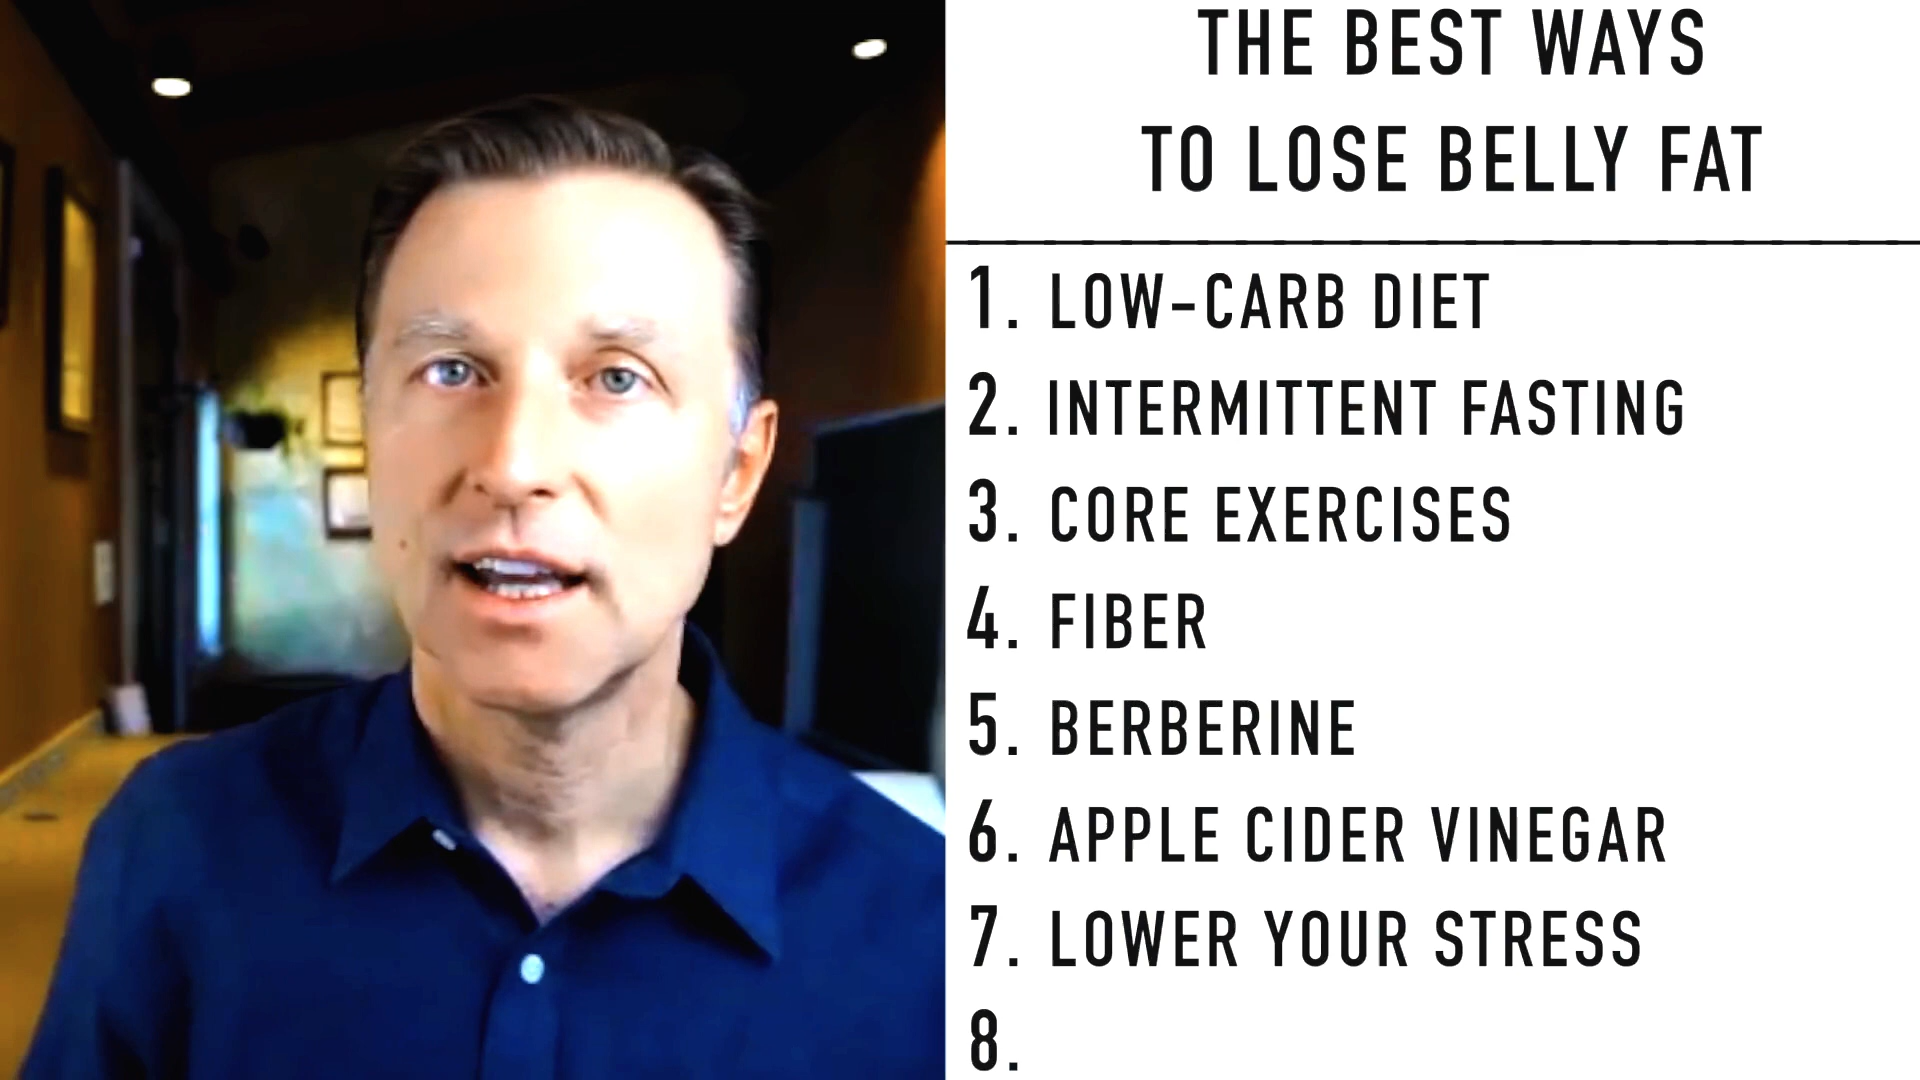 THE BEST WAYS
TO LOSE BELLY FAT
1. LOW-CARB DIET
2. INTERMITTENT FASTING
3. CORE EXERCISES
4. FIBER
5. BERBERINE
6. APPLE CIDER VINEGAR
7. LOWER YOUR STRESS
8.